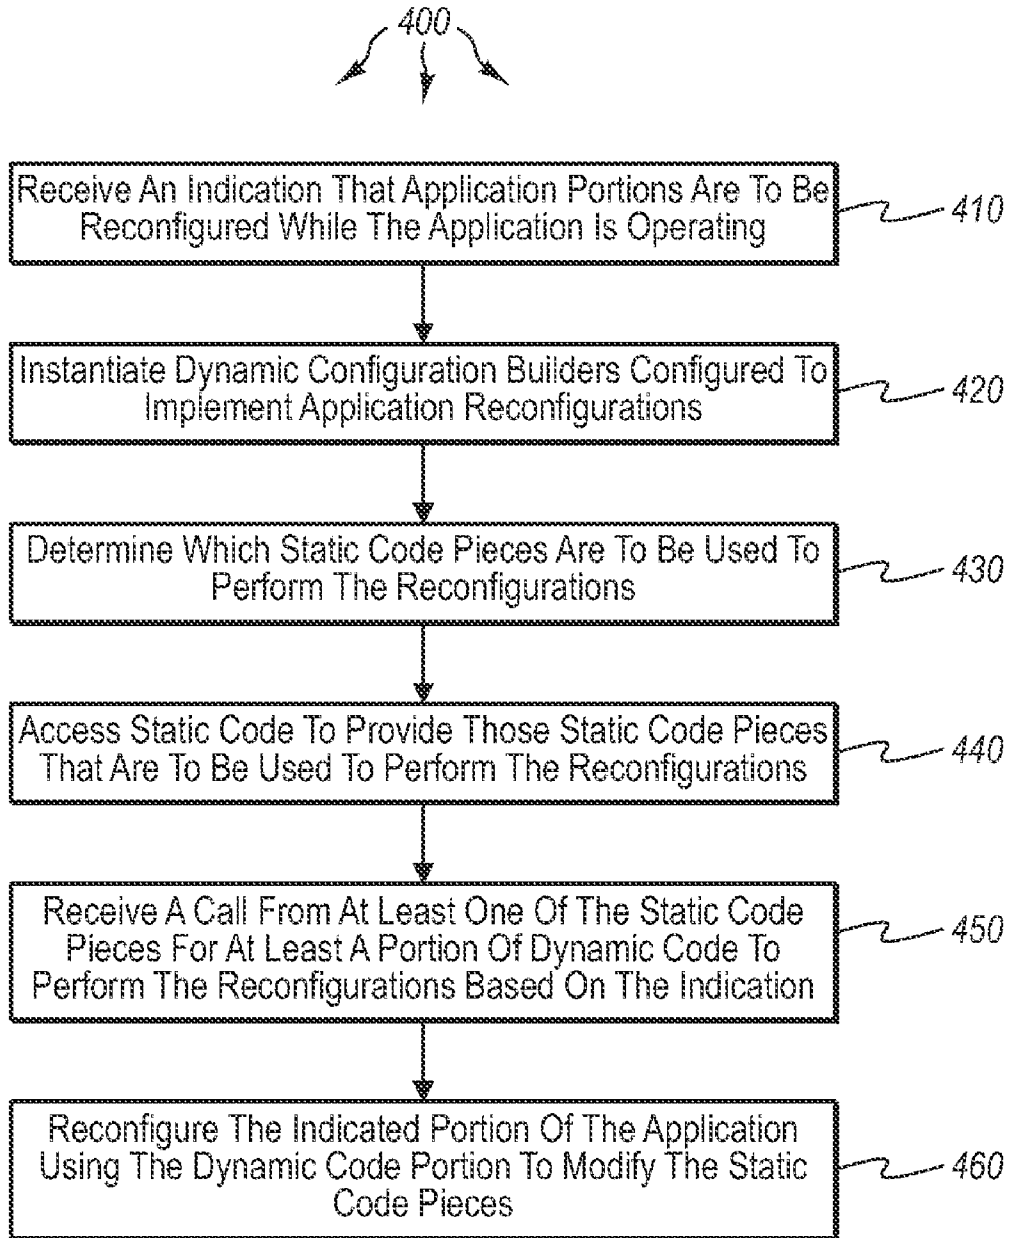 400
Receive An Indication That Application Portions Are To Be
Reconfigured While The Application Is Operating
410
Instantiate Dynamic Configuration Builders Configured To
Implement Application Reconfigurations
420
Determine Which Static Code Pieces Are To Be Used To
Perform The Reconfigurations
430
Access Static Code To Provide Those Static Code Pieces
That Are To Be Used To Perform The Reconfigurations
440
Receive A Call From At Least One Of The Static Code
Pieces For At Least A Portion Of Dynamic Code To
Perform The Reconfigurations Based On The Indication
450
Reconfigure The Indicated Portion Of The Application
Using The Dynamic Code Portion To Modify The Static
Code Pieces
460